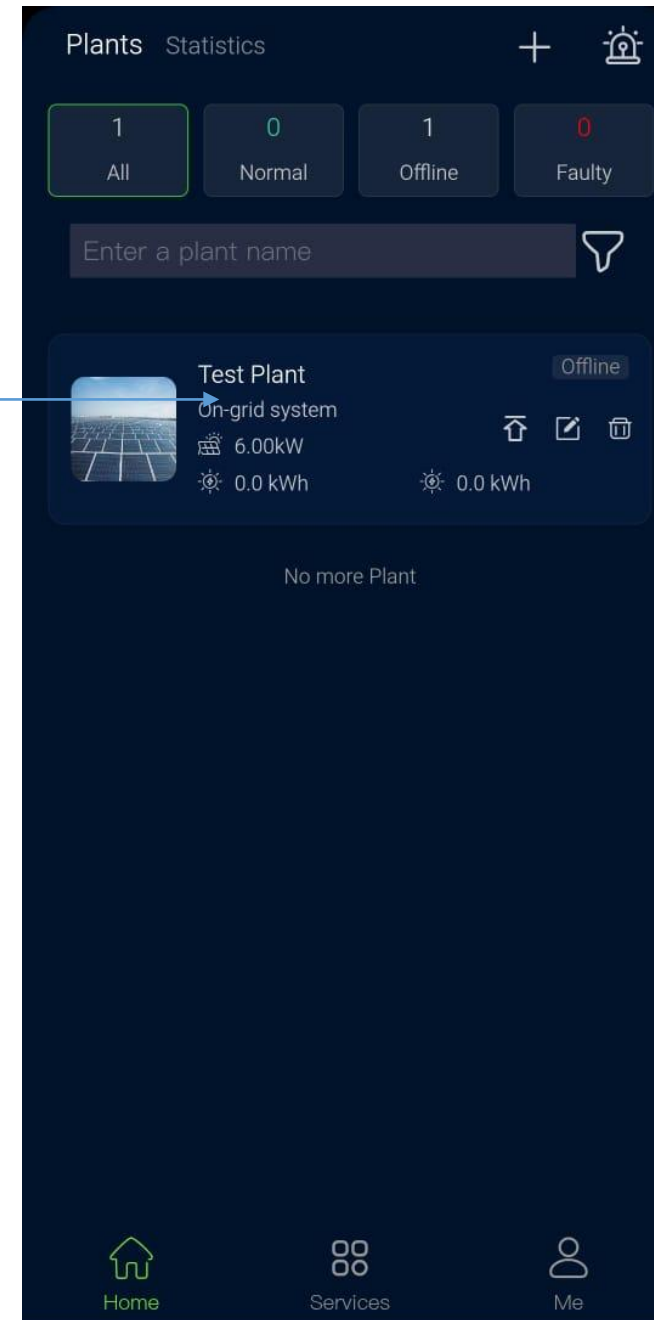 Plants Statistics
1 0 1 0
All Normal Offline Faulty
Enter a plant name
Test Plant Offline
On-grid system
6.00kW
0.0 kWh 0.0 kWh
No more Plant
Home Services Me